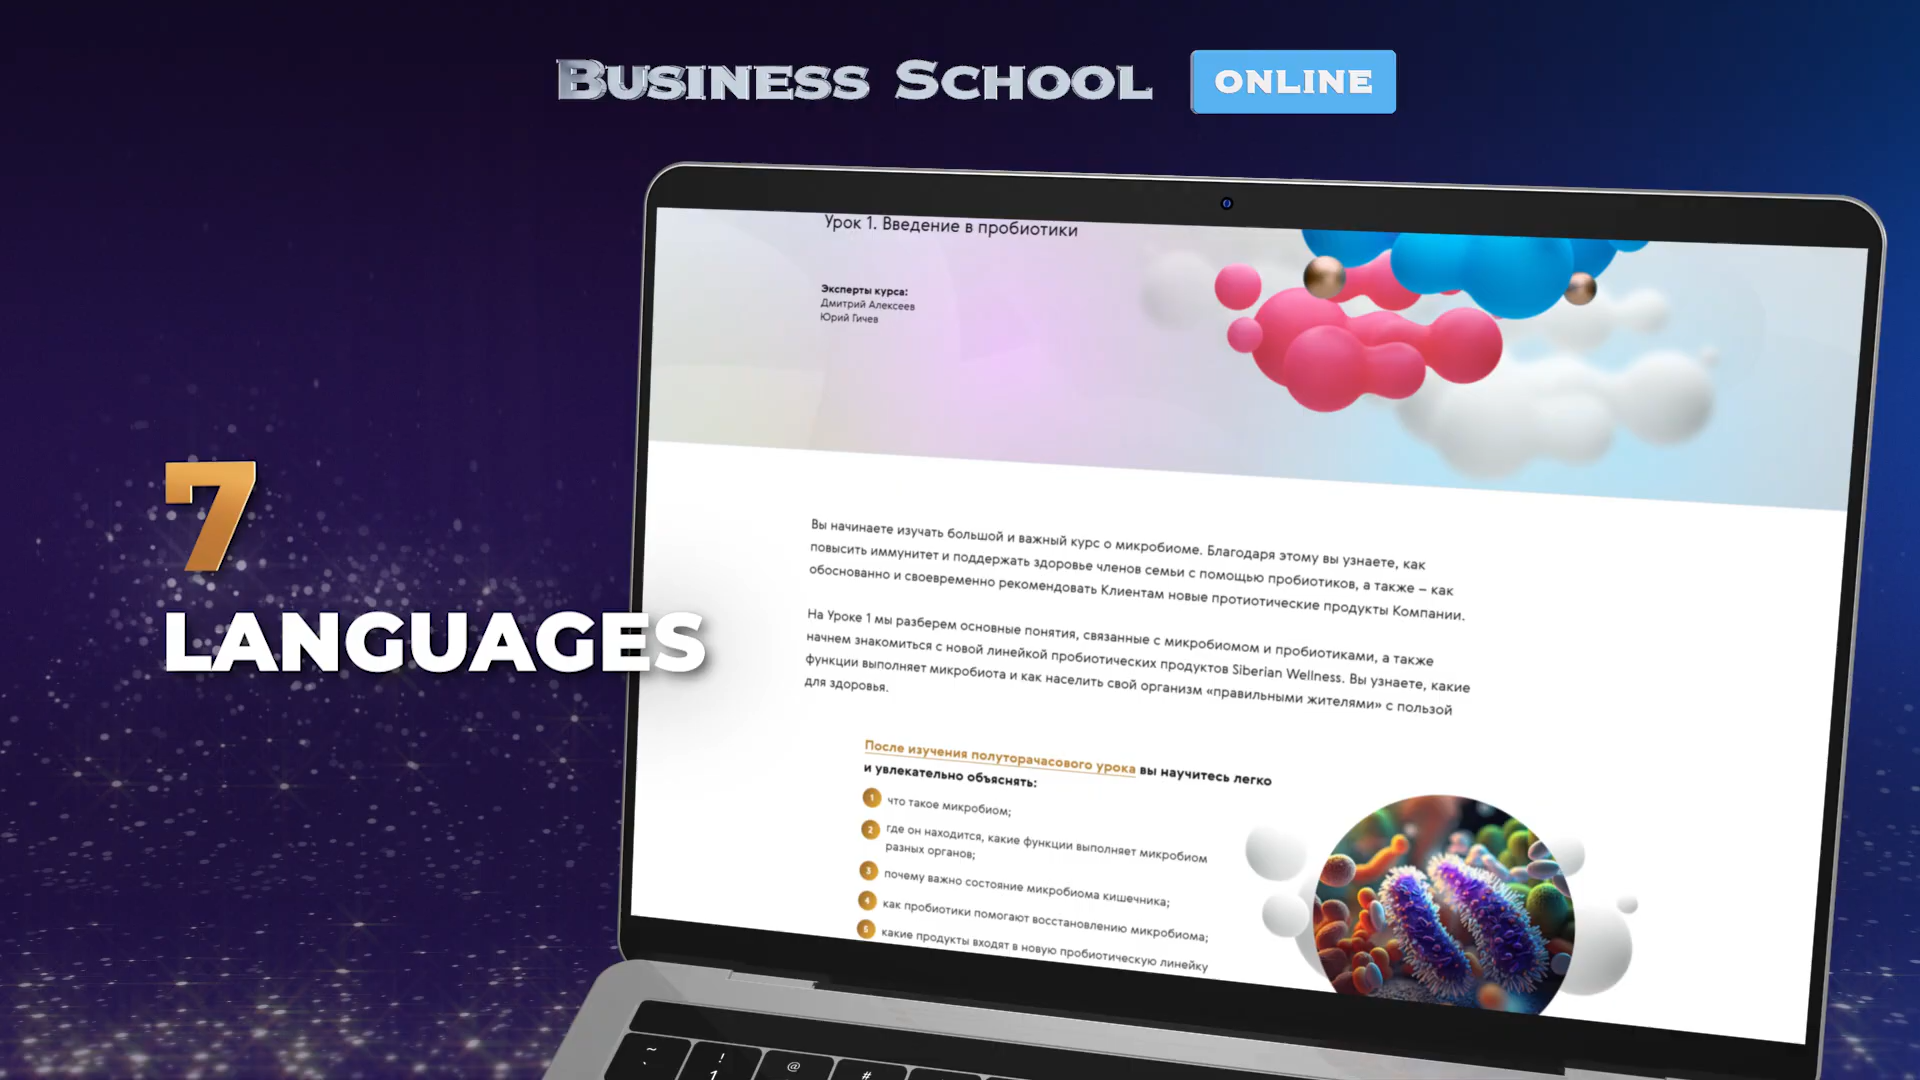 BUSINESS SCHOOL ONLINE
Урок 1. Введение в пробиотики
Эксперты курса:
Дмитрий Алексеев
Юрий Гичев
7
LANGUAGES
Вы начинаете изучать большой и важный курс о микробиоме. Благодаря этому вы узнаете, как
повысить иммунитет и поддержать здоровье членов семьи с помощью пробиотиков, а также – как
обоснованно и своевременно рекомендовать Клиентам новые протиотические продукты Компании.
На Уроке 1 мы разберем основные понятия, связанные с микробиомом и пробиотиками, а также
начнем знакомиться с новой линейкой пробиотических продуктов Siberian Wellness. Вы узнаете, какие
функции выполняет микробиота и как населить свой организм «правильными жителями» с пользой
для здоровья.
После изучения полуторачасового урока вы научитесь легко
и увлекательно объяснять:
1 что такое микробиом;
2 где он находится, какие функции выполняет микробиом
разных органов;
3 почему важно состояние микробиома кишечника;
4 как пробиотики помогают восстановлению микробиома;
5 какие продукты входят в новую пробиотическую линейку
~ ! @ #
` 1